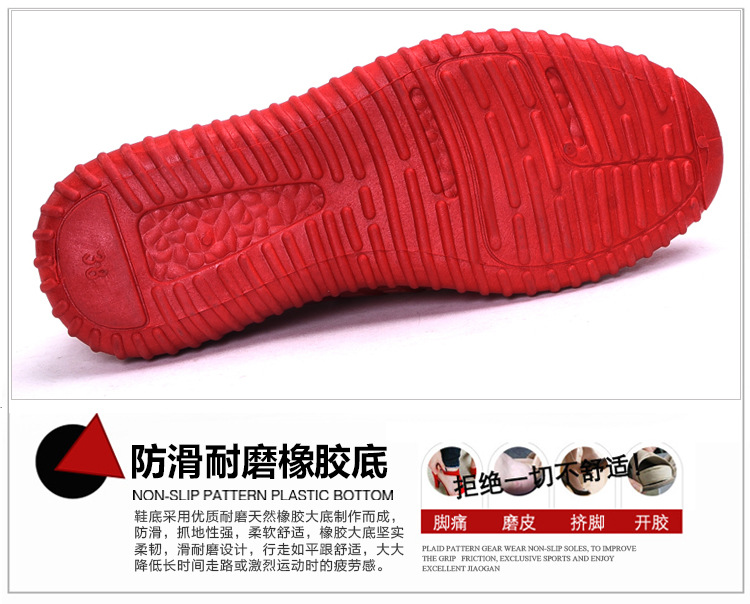 38
防滑耐磨橡胶底
NON-SLIP PATTERN PLASTIC BOTTOM
鞋底采用优质耐磨天然橡胶大底制作而成，
防滑，抓地性强，柔软舒适，橡胶大底坚实
柔韧，滑耐磨设计，行走如平跟舒适，大大
降低长时间走路或激烈运动时的疲劳感。
拒绝一切不舒适！
脚痛 磨皮 挤脚 开胶
PLAID PATTERN GEAR WEAR NON-SLIP SOLES, TO IMPROVE
THE GRIP FRICTION, EXCLUSIVE SPORTS AND ENJOY
EXCELLENT JIAOGAN